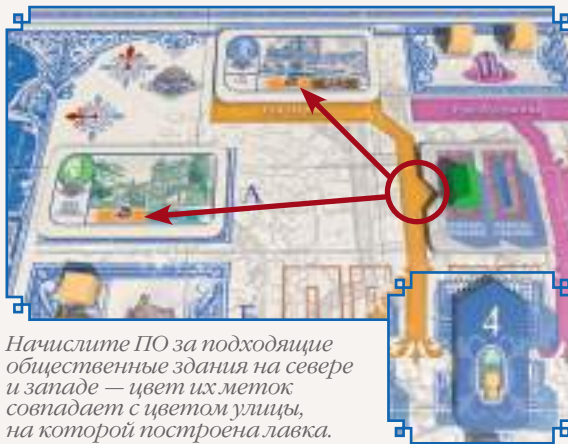 4
Начислите ПО за подходящие
общественные здания на севере
и западе — цвет их меток
совпадает с цветом улицы,
на которой построена лавка.